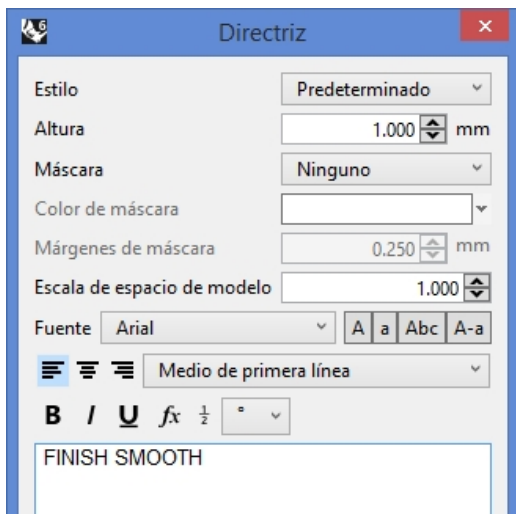 6
Directriz
Estilo Predeterminado
Altura 1.000 mm
Máscara Ninguno
Color de máscara
Márgenes de máscara 0.250 mm
Escala de espacio de modelo 1.000
Fuente Arial A a Abc A-a
Medio de primera línea
B I U fx ½ °
FINISH SMOOTH